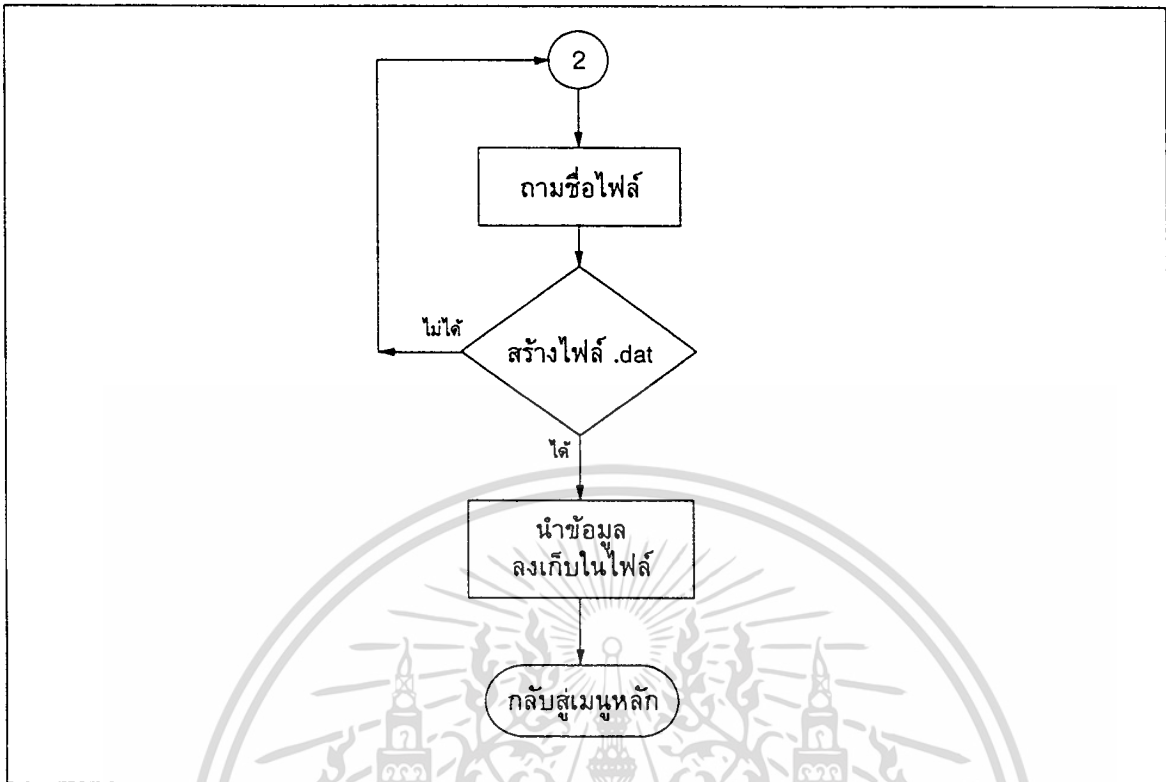 2
ถามชื่อไฟล์
ไม่ได้
สร้างไฟล์ .dat
ได้
นำข้อมูล
ลงเก็บในไฟล์
กลับสู่เมนูหลัก